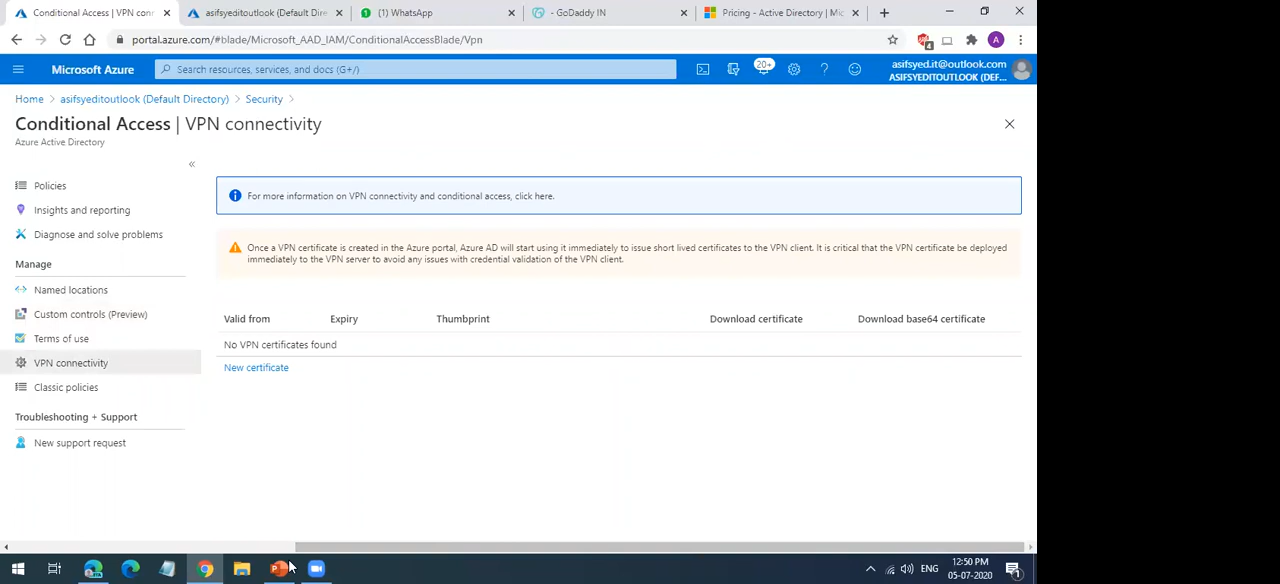 Conditional Access | VPN conn
asifsyeditoutlook (Default Dire
(1) WhatsApp
- GoDaddy IN
Pricing - Active Directory | Mic
portal.azure.com/#blade/Microsoft_AAD_IAM/ConditionalAccessBlade/Vpn
4
A
Microsoft Azure
Search resources, services, and docs (G+/)
20+
asifsyed.it@outlook.com
ASIFSYEDITOUTLOOK (DEF...
Home > asifsyeditoutlook (Default Directory) > Security >
Conditional Access | VPN connectivity
Azure Active Directory
Policies
Insights and reporting
Diagnose and solve problems
Manage
Named locations
Custom controls (Preview)
Terms of use
VPN connectivity
Classic policies
Troubleshooting + Support
New support request
For more information on VPN connectivity and conditional access, click here.
Once a VPN certificate is created in the Azure portal, Azure AD will start using it immediately to issue short lived certificates to the VPN client. It is critical that the VPN certificate be deployed
immediately to the VPN server to avoid any issues with credential validation of the VPN client.
Valid from Expiry Thumbprint Download certificate Download base64 certificate
No VPN certificates found
New certificate
ENG
12:50 PM
05-07-2020
1